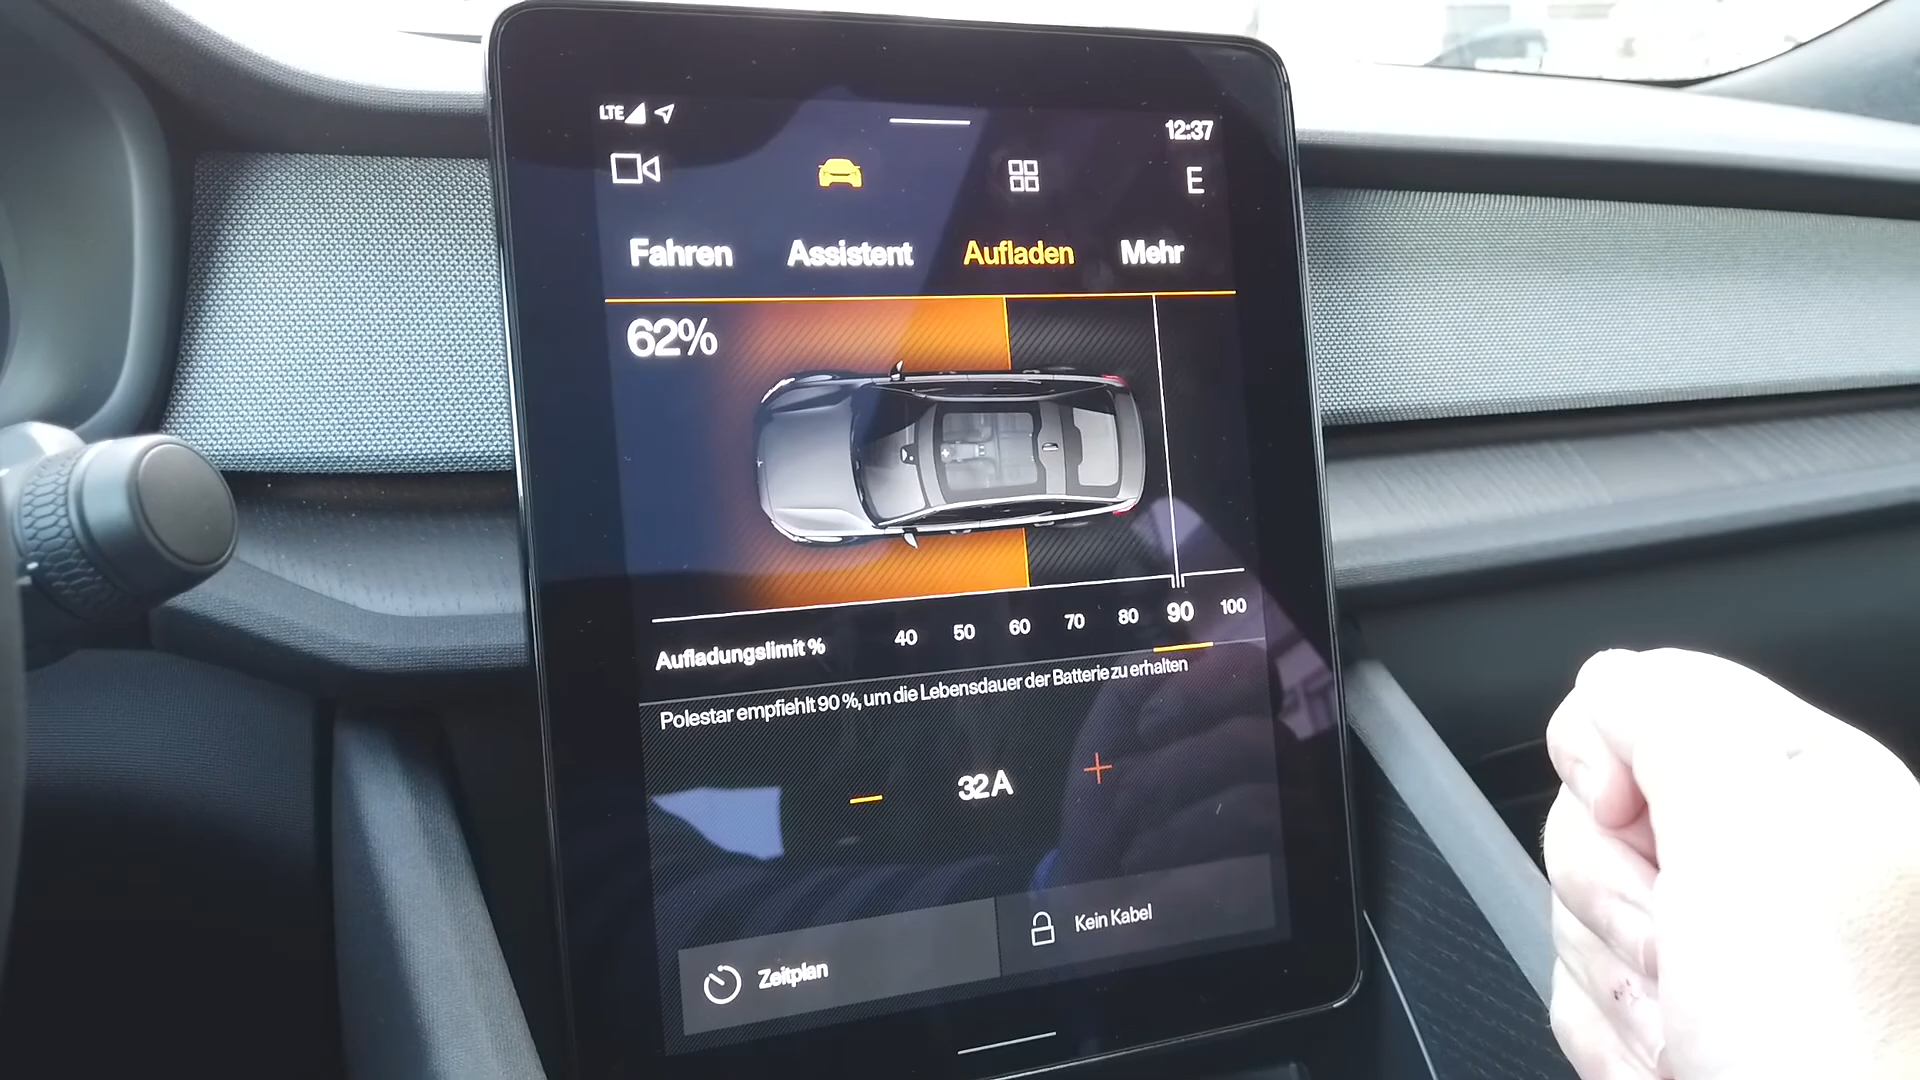 LTE
12:37
E
Fahren Assistent Aufladen Mehr
62%
Aufladungslimit % 40 50 60 70 80 90 100
Polestar empfiehlt 90 %, um die Lebensdauer der Batterie zu erhalten
32 A
Zeitplan
Kein Kabel